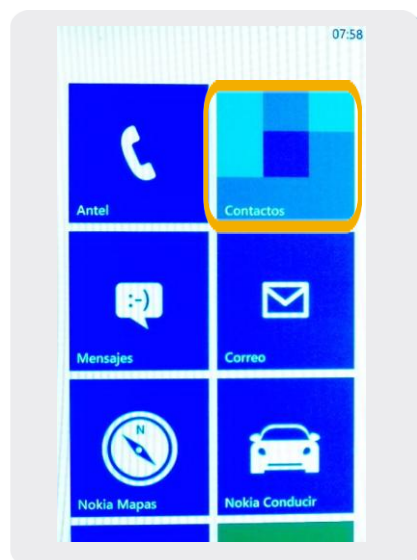 07:58
Antel
Contactos
:-)
Mensajes
Correo
N
Nokia Mapas
Nokia Conducir